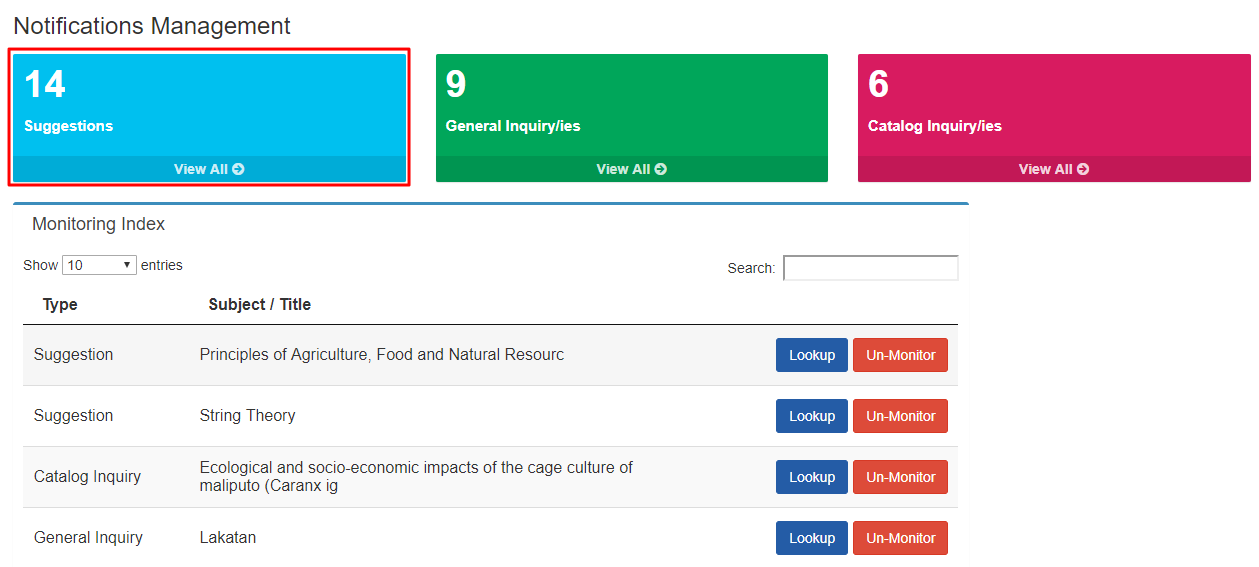 Notifications Management
14
Suggestions
View All
9
General Inquiry/ies
View All
6
Catalog Inquiry/ies
View All
Monitoring Index
Show 10 entries
Search:
Type Subject / Title
Suggestion Principles of Agriculture, Food and Natural Resourc Lookup Un-Monitor
Suggestion String Theory Lookup Un-Monitor
Catalog Inquiry Ecological and socio-economic impacts of the cage culture of
maliputo (Caranx ig Lookup Un-Monitor
General Inquiry Lakatan Lookup Un-Monitor